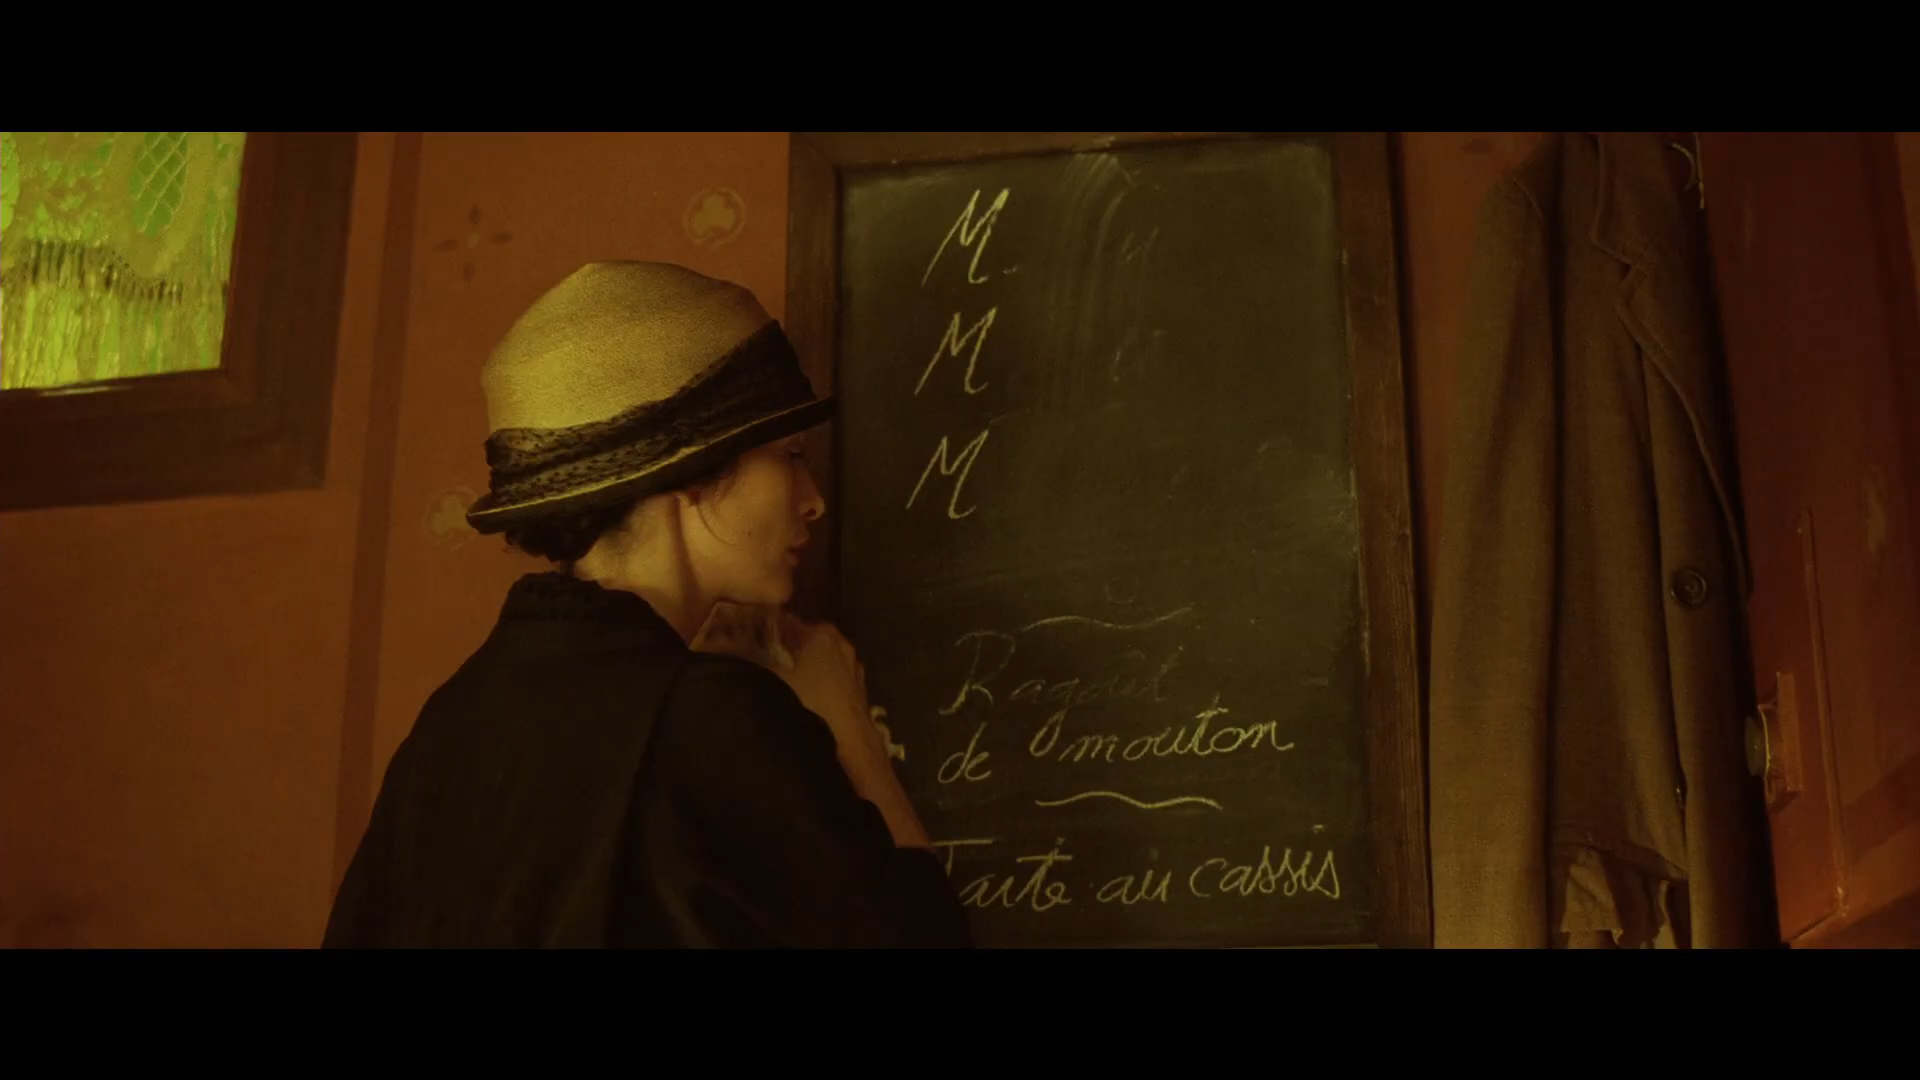 M
M
M
Ragoût
de mouton
Tarte au cassis